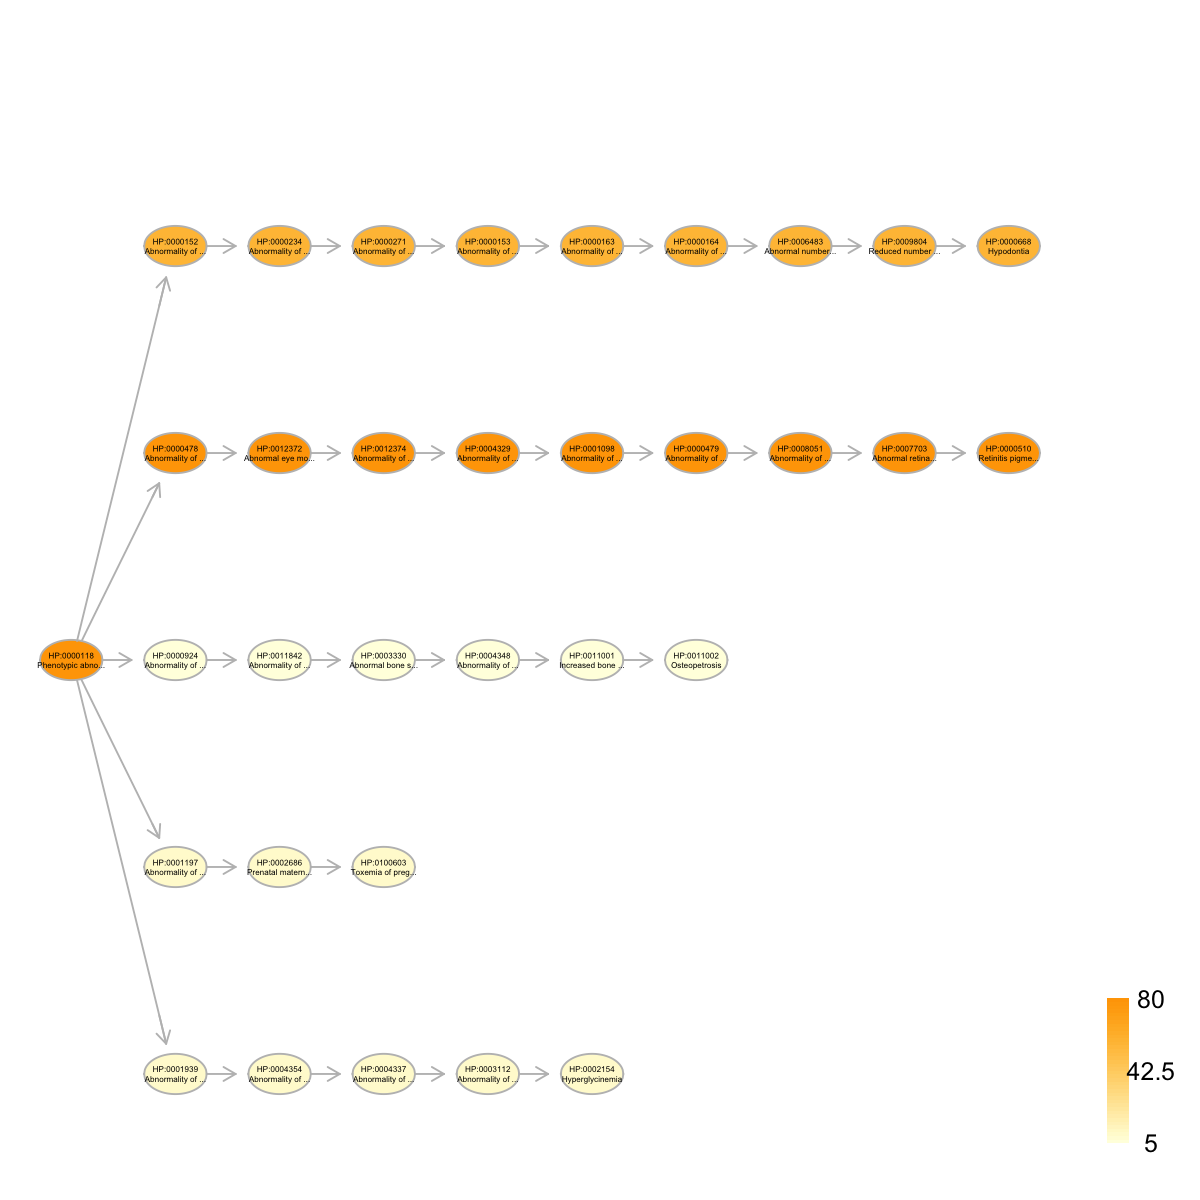 HP:0000152
Abnormality of ...
HP:0000234
Abnormality of ...
HP:0000271
Abnormality of ...
HP:0000153
Abnormality of ...
HP:0000163
Abnormality of ...
HP:0000164
Abnormality of ...
HP:0006483
Abnormal number...
HP:0009804
Reduced number ...
HP:0000668
Hypodontia
HP:0000478
Abnormality of ...
HP:0012372
Abnormal eye mo...
HP:0012374
Abnormality of ...
HP:0004329
Abnormality of ...
HP:0001098
Abnormality of ...
HP:0000479
Abnormality of ...
HP:0008051
Abnormality of ...
HP:0007703
Abnormal retina...
HP:0000510
Retinitis pigme...
HP:0000118
Phenotypic abno...
HP:0000924
Abnormality of ...
HP:0011842
Abnormality of ...
HP:0003330
Abnormal bone s...
HP:0004348
Abnormality of ...
HP:0011001
Increased bone ...
HP:0011002
Osteopetrosis
HP:0001197
Abnormality of ...
HP:0002686
Prenatal matern...
HP:0100603
Toxemia of preg...
HP:0001939
Abnormality of ...
HP:0004354
Abnormality of ...
HP:0004337
Abnormality of ...
HP:0003112
Abnormality of ...
HP:0002154
Hyperglycinemia
80
42.5
5